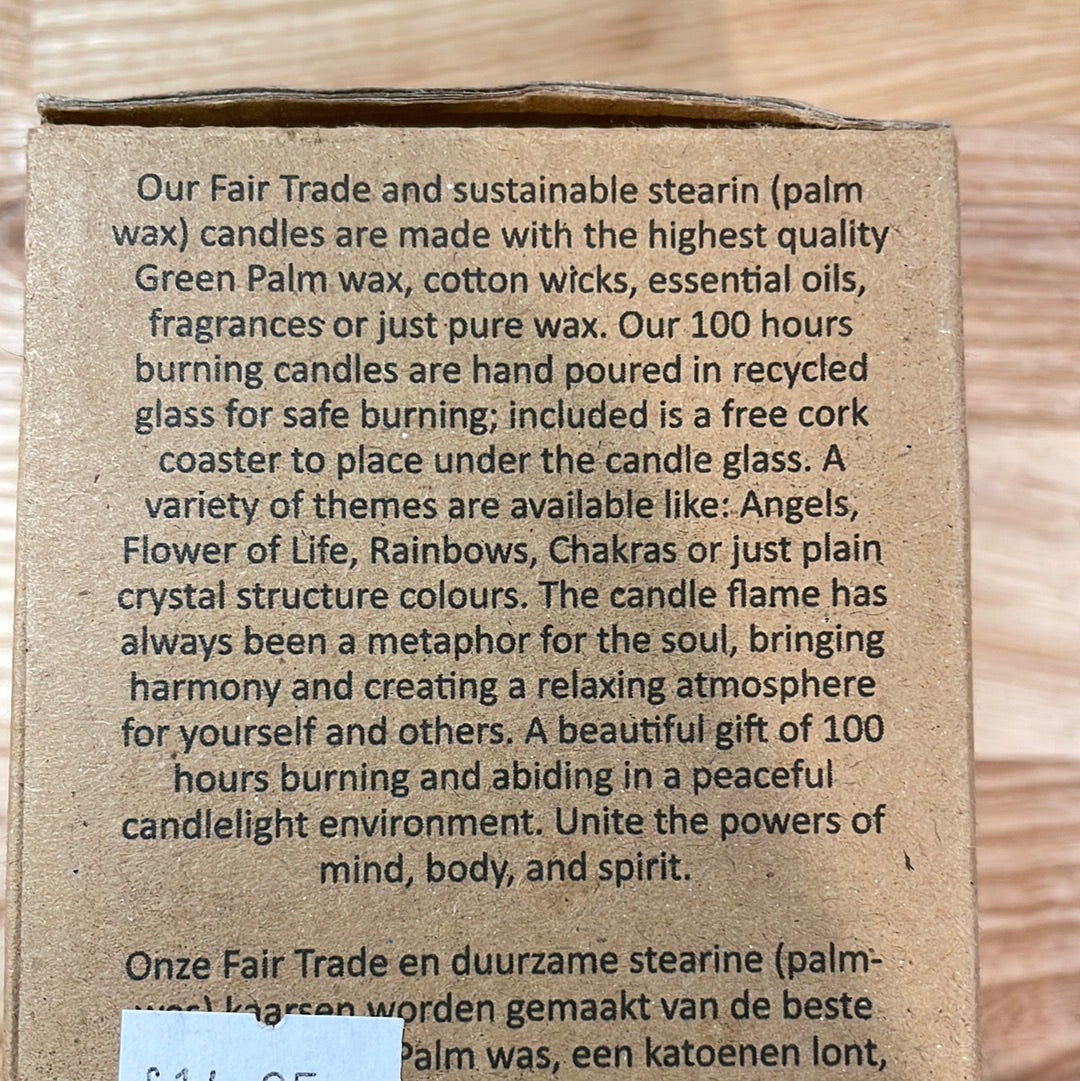 Our Fair Trade and sustainable stearin (palm
wax) candles are made with the highest quality
Green Palm wax, cotton wicks, essential oils,
fragrances or just pure wax. Our 100 hours
burning candles are hand poured in recycled
glass for safe burning; included is a free cork
coaster to place under the candle glass. A
variety of themes are available like: Angels,
Flower of Life, Rainbows, Chakras or just plain
crystal structure colours. The candle flame has
always been a metaphor for the soul, bringing
harmony and creating a relaxing atmosphere
for yourself and others. A beautiful gift of 100
hours burning and abiding in a peaceful
candlelight environment. Unite the powers of
mind, body, and spirit.
Onze Fair Trade en duurzame stearine (palm-
kaarsen worden gemaakt van de beste
Palm was, een katoenen lont,